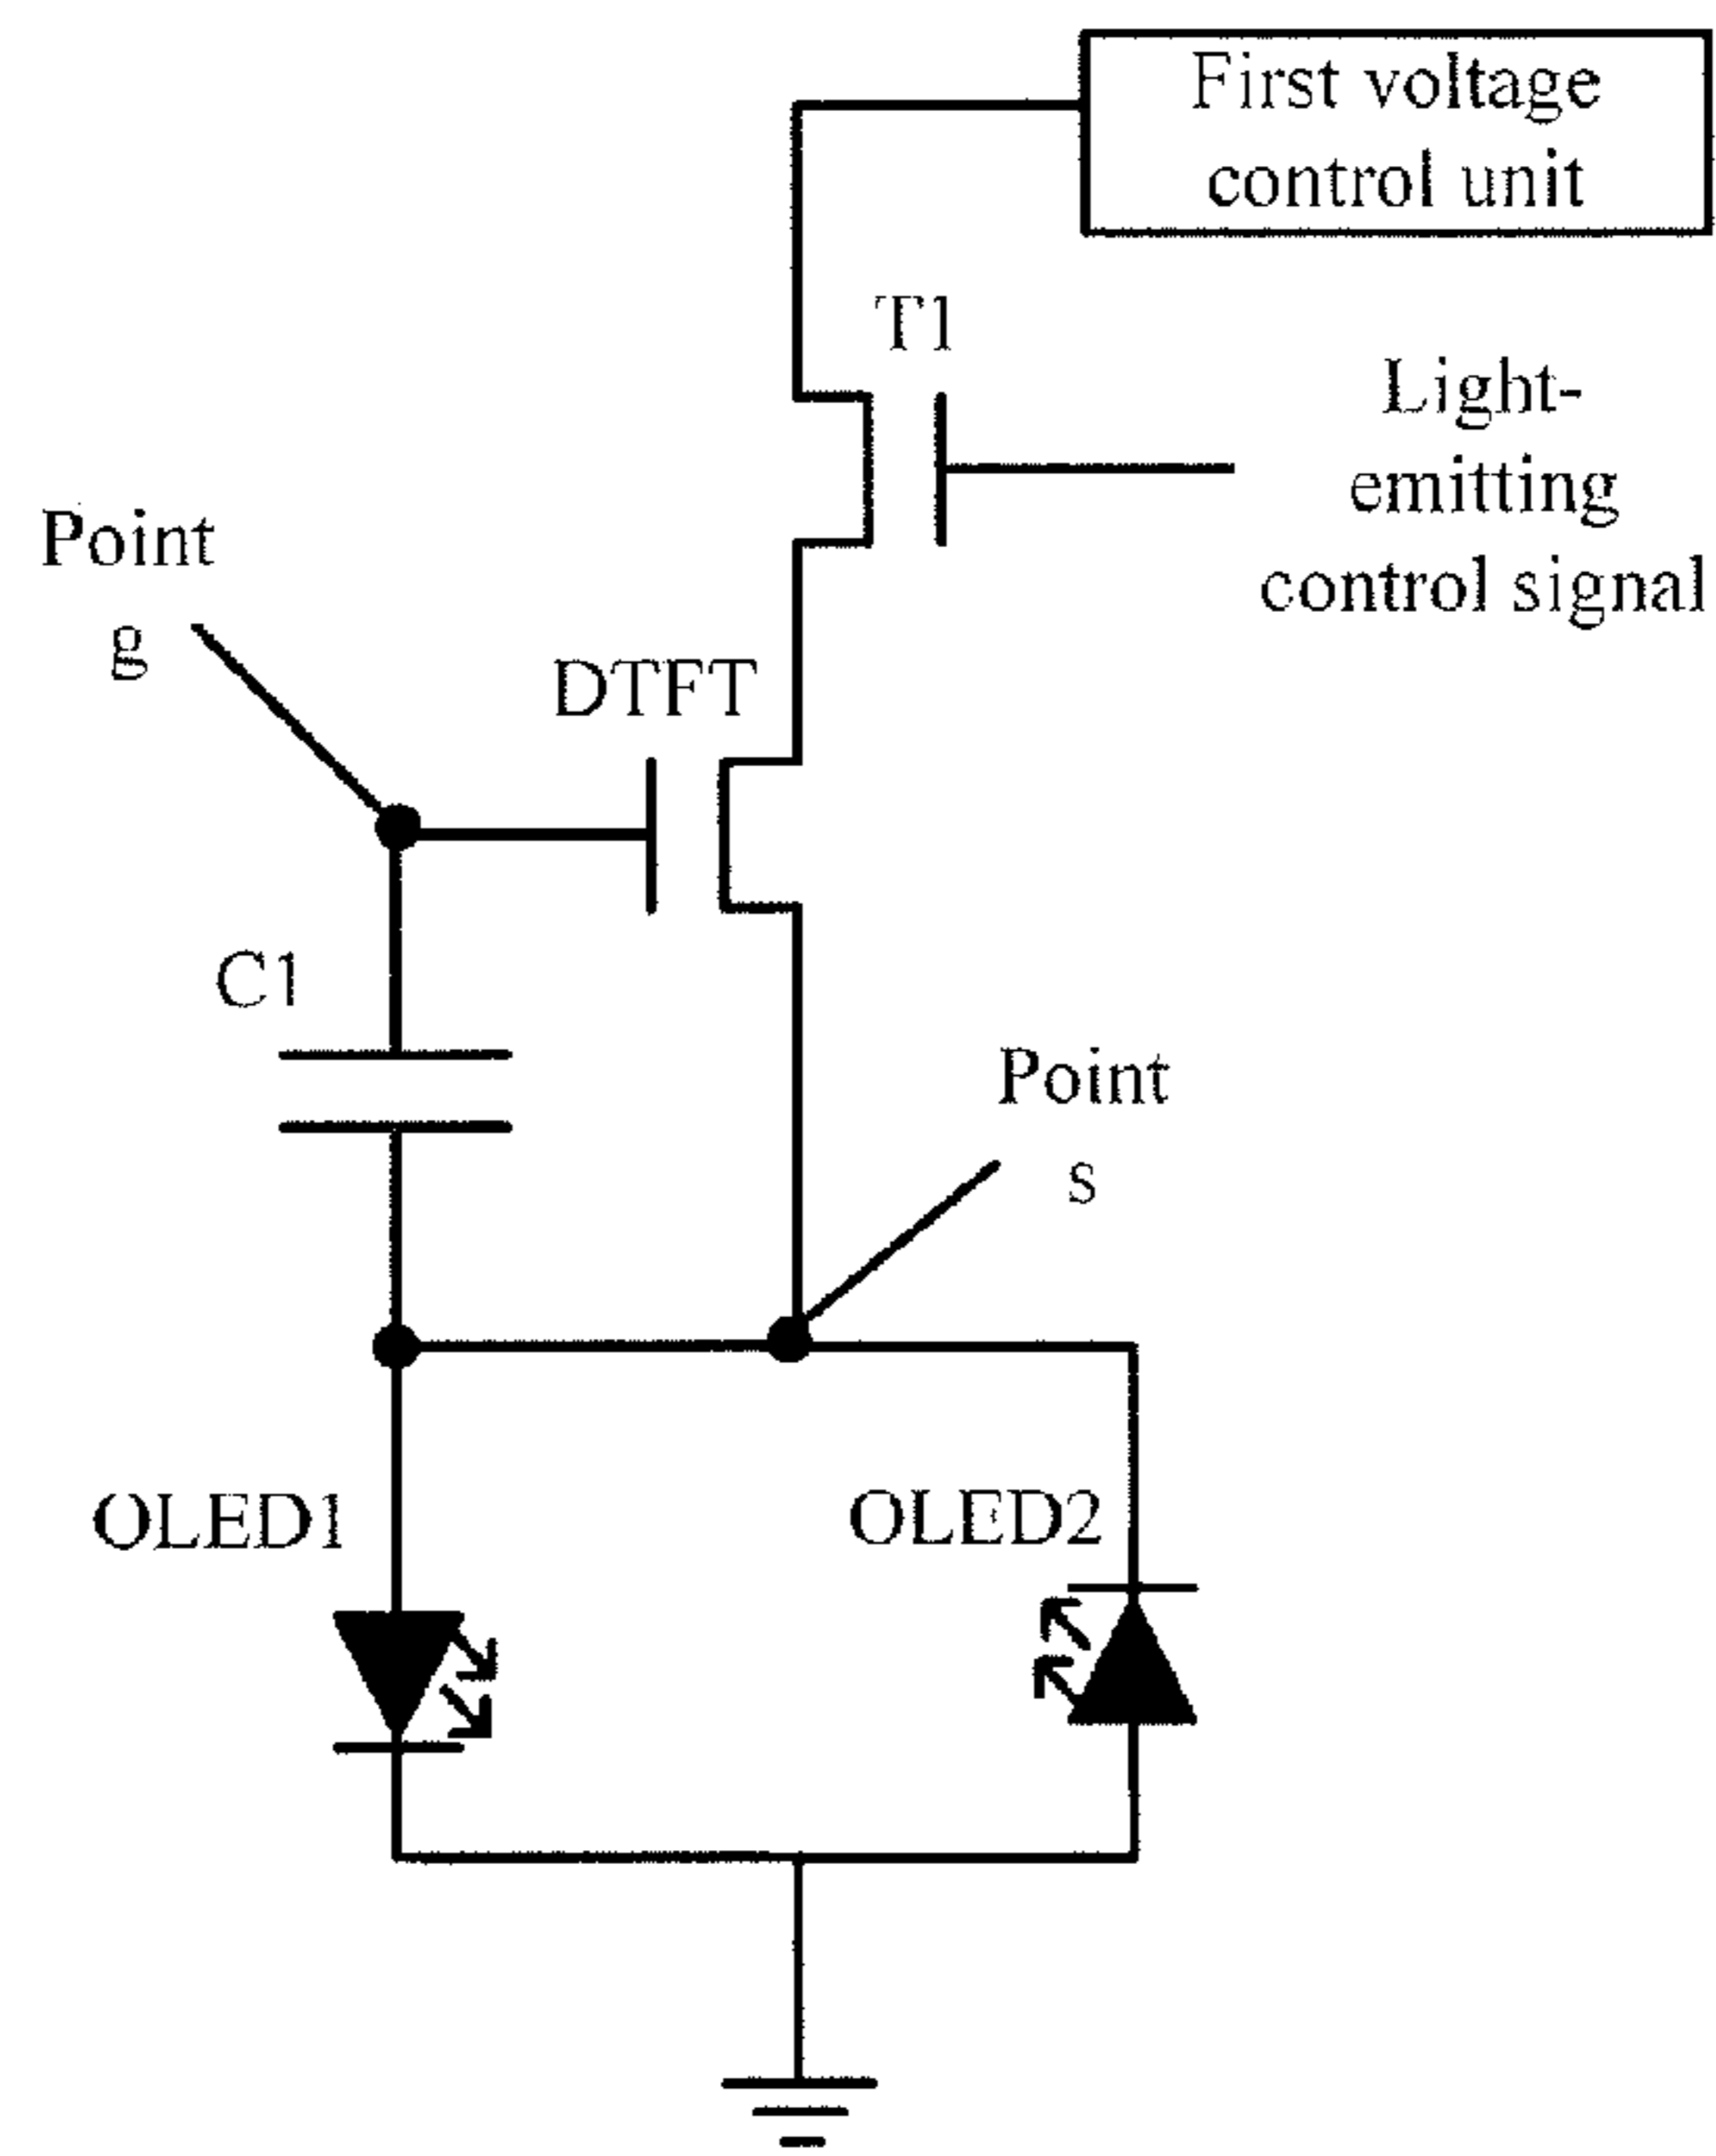 First voltage
control unit
T1
Light-
emitting
control signal
Point
g
DTFT
C1
Point
s
OLED1
OLED2